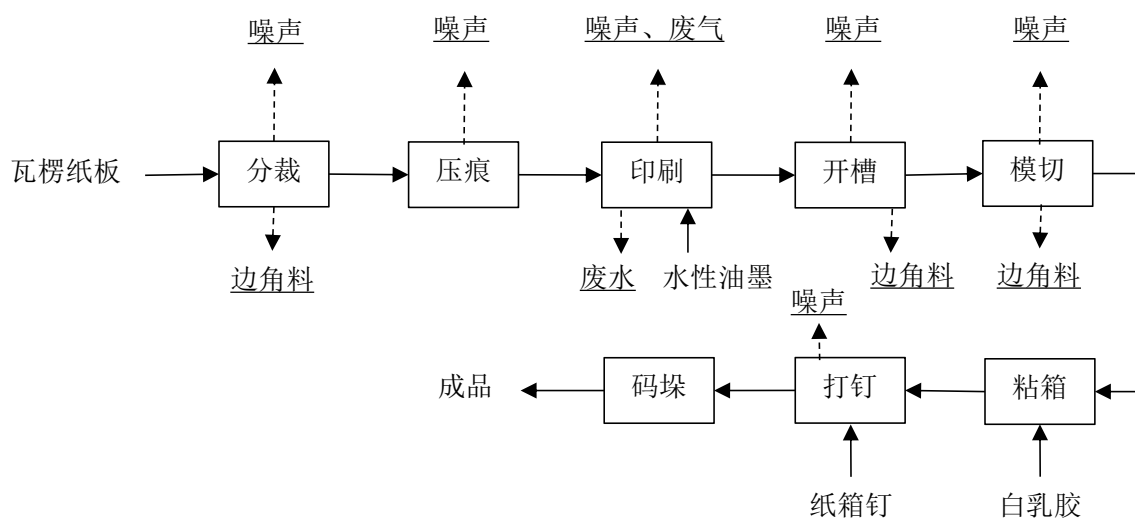 噪声 噪声 噪声、废气 噪声 噪声
瓦楞纸板 分裁 压痕 印刷 开槽 模切
边角料 废水 水性油墨 边角料 边角料
噪声
成品 码垛 打钉 粘箱
纸箱钉 白乳胶